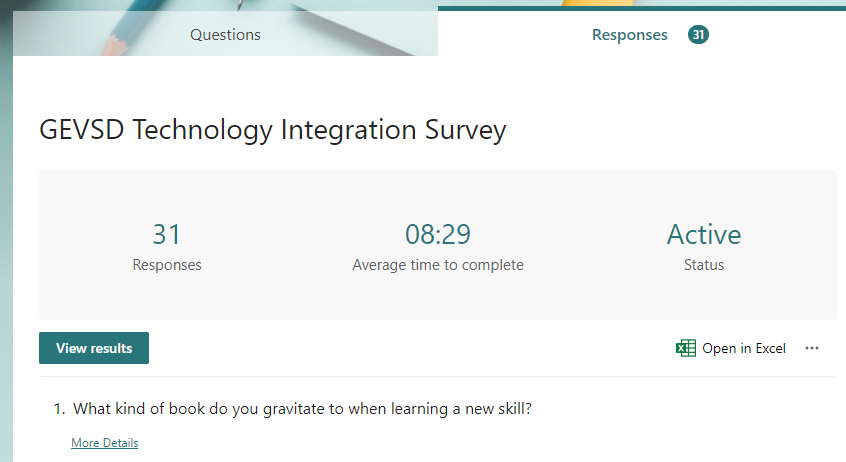 Questions
Responses 31
GEVSD Technology Integration Survey
31 08:29 Active
Responses Average time to complete Status
View results Open in Excel ...
1. What kind of book do you gravitate to when learning a new skill?
More Details